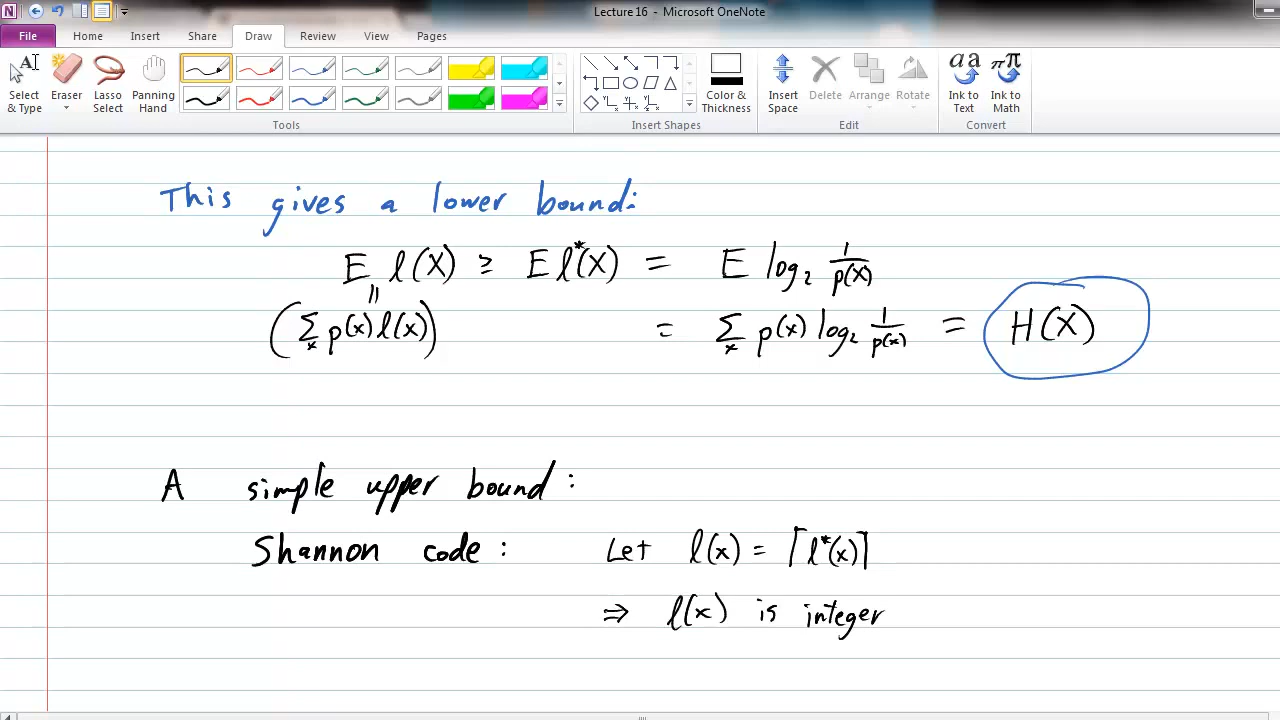 Lecture 16 - Microsoft OneNote
File Home Insert Share Draw Review View Pages
Select & Type Eraser Lasso Select Panning Hand Color & Thickness Insert Space Delete Arrange Rotate Ink to Text Ink to Math
Tools Insert Shapes Edit Convert
This gives a lower bound:
E l(X) ≥ E l*(X) = E log₂ 1/p(X)
(∑ₓ p(x) l(x)) = ∑ₓ p(x) log₂ 1/p(x) = H(X)
A simple upper bound:
Shannon code: Let l(x) = ⌈l*(x)⌉
⇒ l(x) is integer